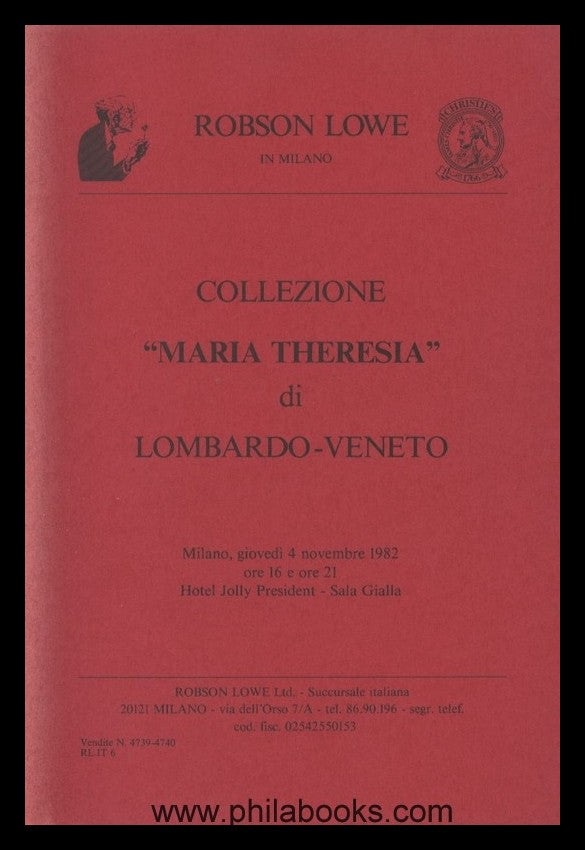 ROBSON LOWE
IN MILANO
CHRISTIES
1766
COLLEZIONE
“MARIA THERESIA”
di
LOMBARDO-VENETO
Milano, giovedì 4 novembre 1982
ore 16 e ore 21
Hotel Jolly President - Sala Gialla
ROBSON LOWE Ltd. - Succursale italiana
20121 MILANO - via dell'Orso 7/A - tel. 86.90.196 - segr. telef.
cod. fisc. 02542550153
Vendite N. 4739-4740
RL.IT 6
www.philabooks.com